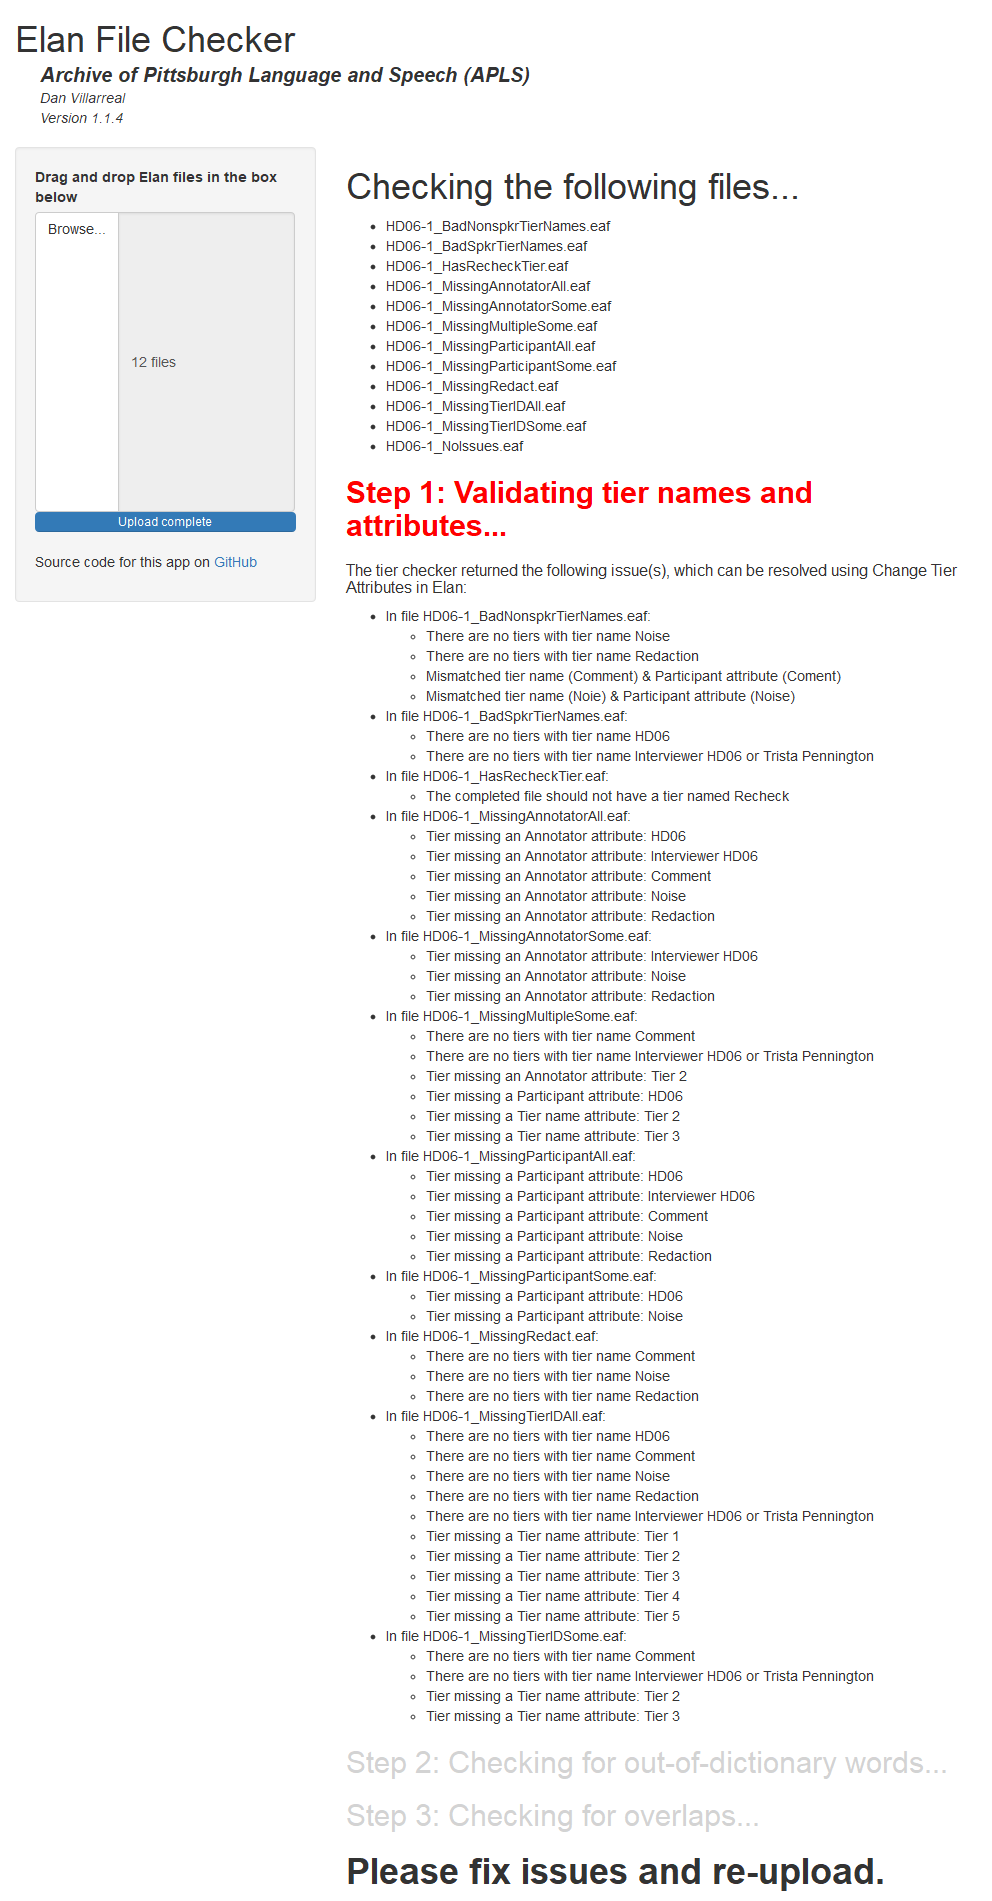 Elan File Checker
Archive of Pittsburgh Language and Speech (APLS)
Dan Villarreal
Version 1.1.4
Drag and drop Elan files in the box
below
Browse...
12 files
Upload complete
Source code for this app on GitHub
Checking the following files...
HD06-1_BadNonspkrTierNames.eaf
HD06-1_BadSpkrTierNames.eaf
HD06-1_HasRecheckTier.eaf
HD06-1_MissingAnnotatorAll.eaf
HD06-1_MissingAnnotatorSome.eaf
HD06-1_MissingMultipleSome.eaf
HD06-1_MissingParticipantAll.eaf
HD06-1_MissingParticipantSome.eaf
HD06-1_MissingRedact.eaf
HD06-1_MissingTierIDAll.eaf
HD06-1_MissingTierIDSome.eaf
HD06-1_NoIssues.eaf
Step 1: Validating tier names and
attributes...
The tier checker returned the following issue(s), which can be resolved using Change Tier
Attributes in Elan:
In file HD06-1_BadNonspkrTierNames.eaf:
There are no tiers with tier name Noise
There are no tiers with tier name Redaction
Mismatched tier name (Comment) & Participant attribute (Coment)
Mismatched tier name (Noie) & Participant attribute (Noise)
In file HD06-1_BadSpkrTierNames.eaf:
There are no tiers with tier name HD06
There are no tiers with tier name Interviewer HD06 or Trista Pennington
In file HD06-1_HasRecheckTier.eaf:
The completed file should not have a tier named Recheck
In file HD06-1_MissingAnnotatorAll.eaf:
Tier missing an Annotator attribute: HD06
Tier missing an Annotator attribute: Interviewer HD06
Tier missing an Annotator attribute: Comment
Tier missing an Annotator attribute: Noise
Tier missing an Annotator attribute: Redaction
In file HD06-1_MissingAnnotatorSome.eaf:
Tier missing an Annotator attribute: Interviewer HD06
Tier missing an Annotator attribute: Noise
Tier missing an Annotator attribute: Redaction
In file HD06-1_MissingMultipleSome.eaf:
There are no tiers with tier name Comment
There are no tiers with tier name Interviewer HD06 or Trista Pennington
Tier missing an Annotator attribute: Tier 2
Tier missing a Participant attribute: HD06
Tier missing a Tier name attribute: Tier 2
Tier missing a Tier name attribute: Tier 3
In file HD06-1_MissingParticipantAll.eaf:
Tier missing a Participant attribute: HD06
Tier missing a Participant attribute: Interviewer HD06
Tier missing a Participant attribute: Comment
Tier missing a Participant attribute: Noise
Tier missing a Participant attribute: Redaction
In file HD06-1_MissingParticipantSome.eaf:
Tier missing a Participant attribute: HD06
Tier missing a Participant attribute: Noise
In file HD06-1_MissingRedact.eaf:
There are no tiers with tier name Comment
There are no tiers with tier name Noise
There are no tiers with tier name Redaction
In file HD06-1_MissingTierIDAll.eaf:
There are no tiers with tier name HD06
There are no tiers with tier name Comment
There are no tiers with tier name Noise
There are no tiers with tier name Redaction
There are no tiers with tier name Interviewer HD06 or Trista Pennington
Tier missing a Tier name attribute: Tier 1
Tier missing a Tier name attribute: Tier 2
Tier missing a Tier name attribute: Tier 3
Tier missing a Tier name attribute: Tier 4
Tier missing a Tier name attribute: Tier 5
In file HD06-1_MissingTierIDSome.eaf:
There are no tiers with tier name Comment
There are no tiers with tier name Interviewer HD06 or Trista Pennington
Tier missing a Tier name attribute: Tier 2
Tier missing a Tier name attribute: Tier 3
Step 2: Checking for out-of-dictionary words...
Step 3: Checking for overlaps...
Please fix issues and re-upload.